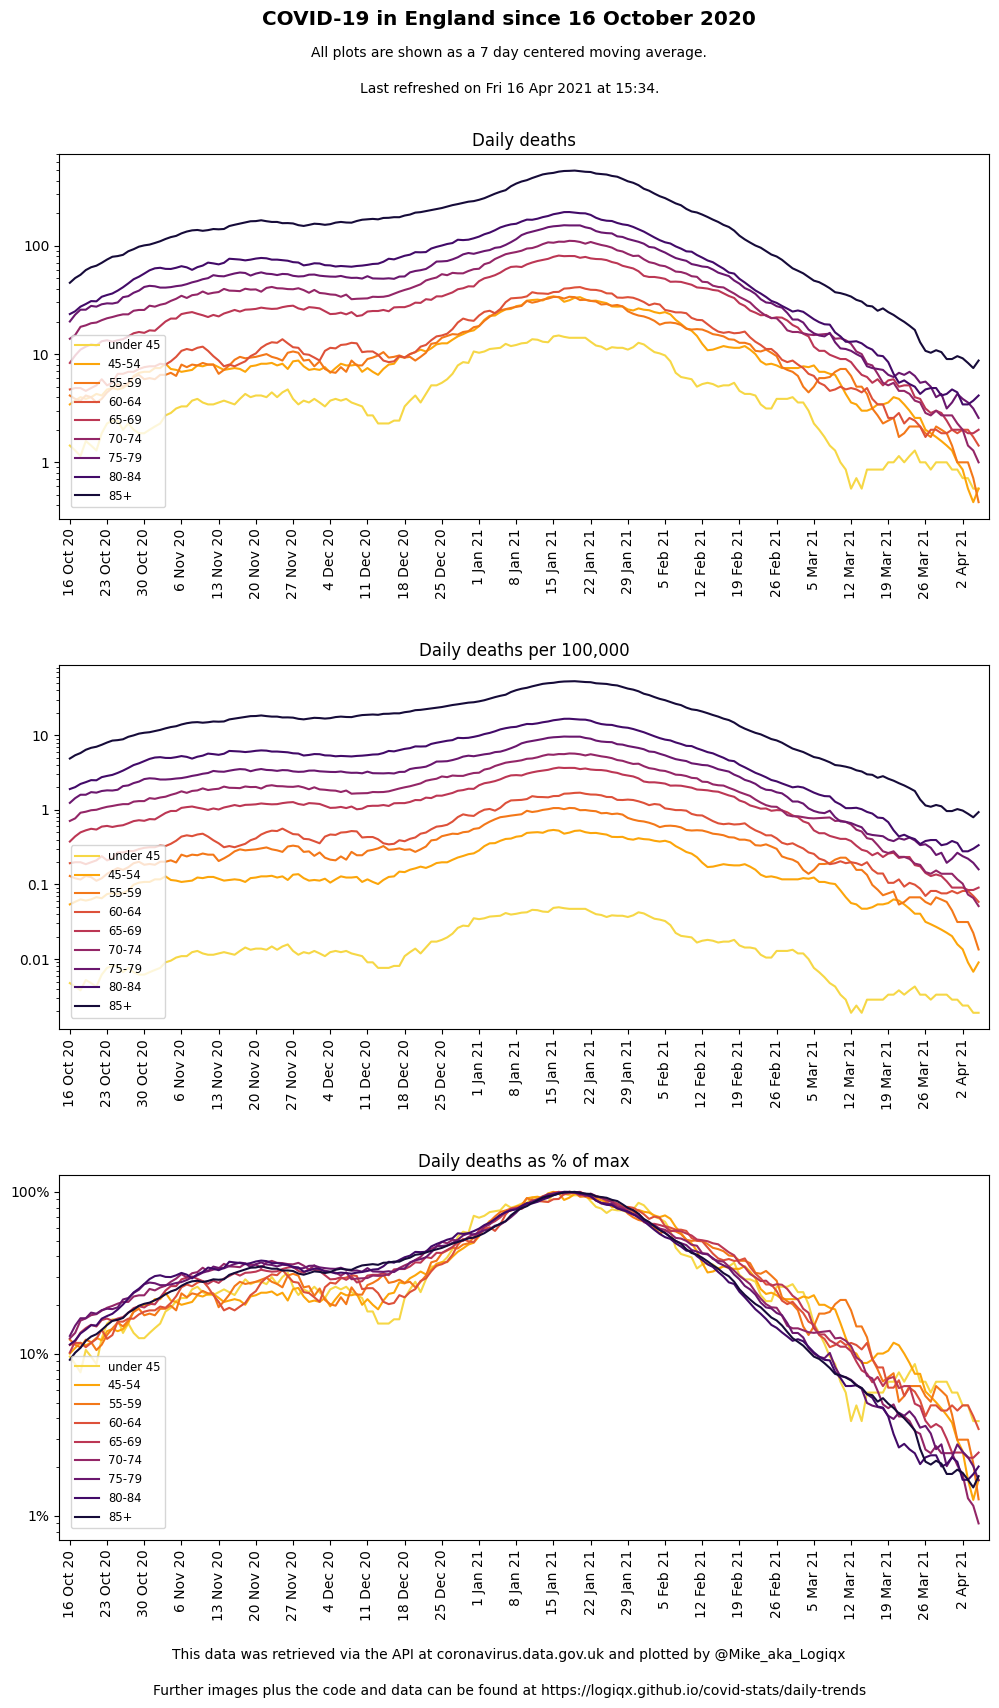 COVID-19 in England since 16 October 2020
All plots are shown as a 7 day centered moving average.
Last refreshed on Fri 16 Apr 2021 at 15:34.
Daily deaths
100
10
1
under 45
45-54
55-59
60-64
65-69
70-74
75-79
80-84
85+
16 Oct 20
23 Oct 20
30 Oct 20
6 Nov 20
13 Nov 20
20 Nov 20
27 Nov 20
4 Dec 20
11 Dec 20
18 Dec 20
25 Dec 20
1 Jan 21
8 Jan 21
15 Jan 21
22 Jan 21
29 Jan 21
5 Feb 21
12 Feb 21
19 Feb 21
26 Feb 21
5 Mar 21
12 Mar 21
19 Mar 21
26 Mar 21
2 Apr 21
Daily deaths per 100,000
10
1
0.1
0.01
under 45
45-54
55-59
60-64
65-69
70-74
75-79
80-84
85+
16 Oct 20
23 Oct 20
30 Oct 20
6 Nov 20
13 Nov 20
20 Nov 20
27 Nov 20
4 Dec 20
11 Dec 20
18 Dec 20
25 Dec 20
1 Jan 21
8 Jan 21
15 Jan 21
22 Jan 21
29 Jan 21
5 Feb 21
12 Feb 21
19 Feb 21
26 Feb 21
5 Mar 21
12 Mar 21
19 Mar 21
26 Mar 21
2 Apr 21
Daily deaths as % of max
100%
10%
1%
under 45
45-54
55-59
60-64
65-69
70-74
75-79
80-84
85+
16 Oct 20
23 Oct 20
30 Oct 20
6 Nov 20
13 Nov 20
20 Nov 20
27 Nov 20
4 Dec 20
11 Dec 20
18 Dec 20
25 Dec 20
1 Jan 21
8 Jan 21
15 Jan 21
22 Jan 21
29 Jan 21
5 Feb 21
12 Feb 21
19 Feb 21
26 Feb 21
5 Mar 21
12 Mar 21
19 Mar 21
26 Mar 21
2 Apr 21
This data was retrieved via the API at coronavirus.data.gov.uk and plotted by @Mike_aka_Logiqx
Further images plus the code and data can be found at https://logiqx.github.io/covid-stats/daily-trends